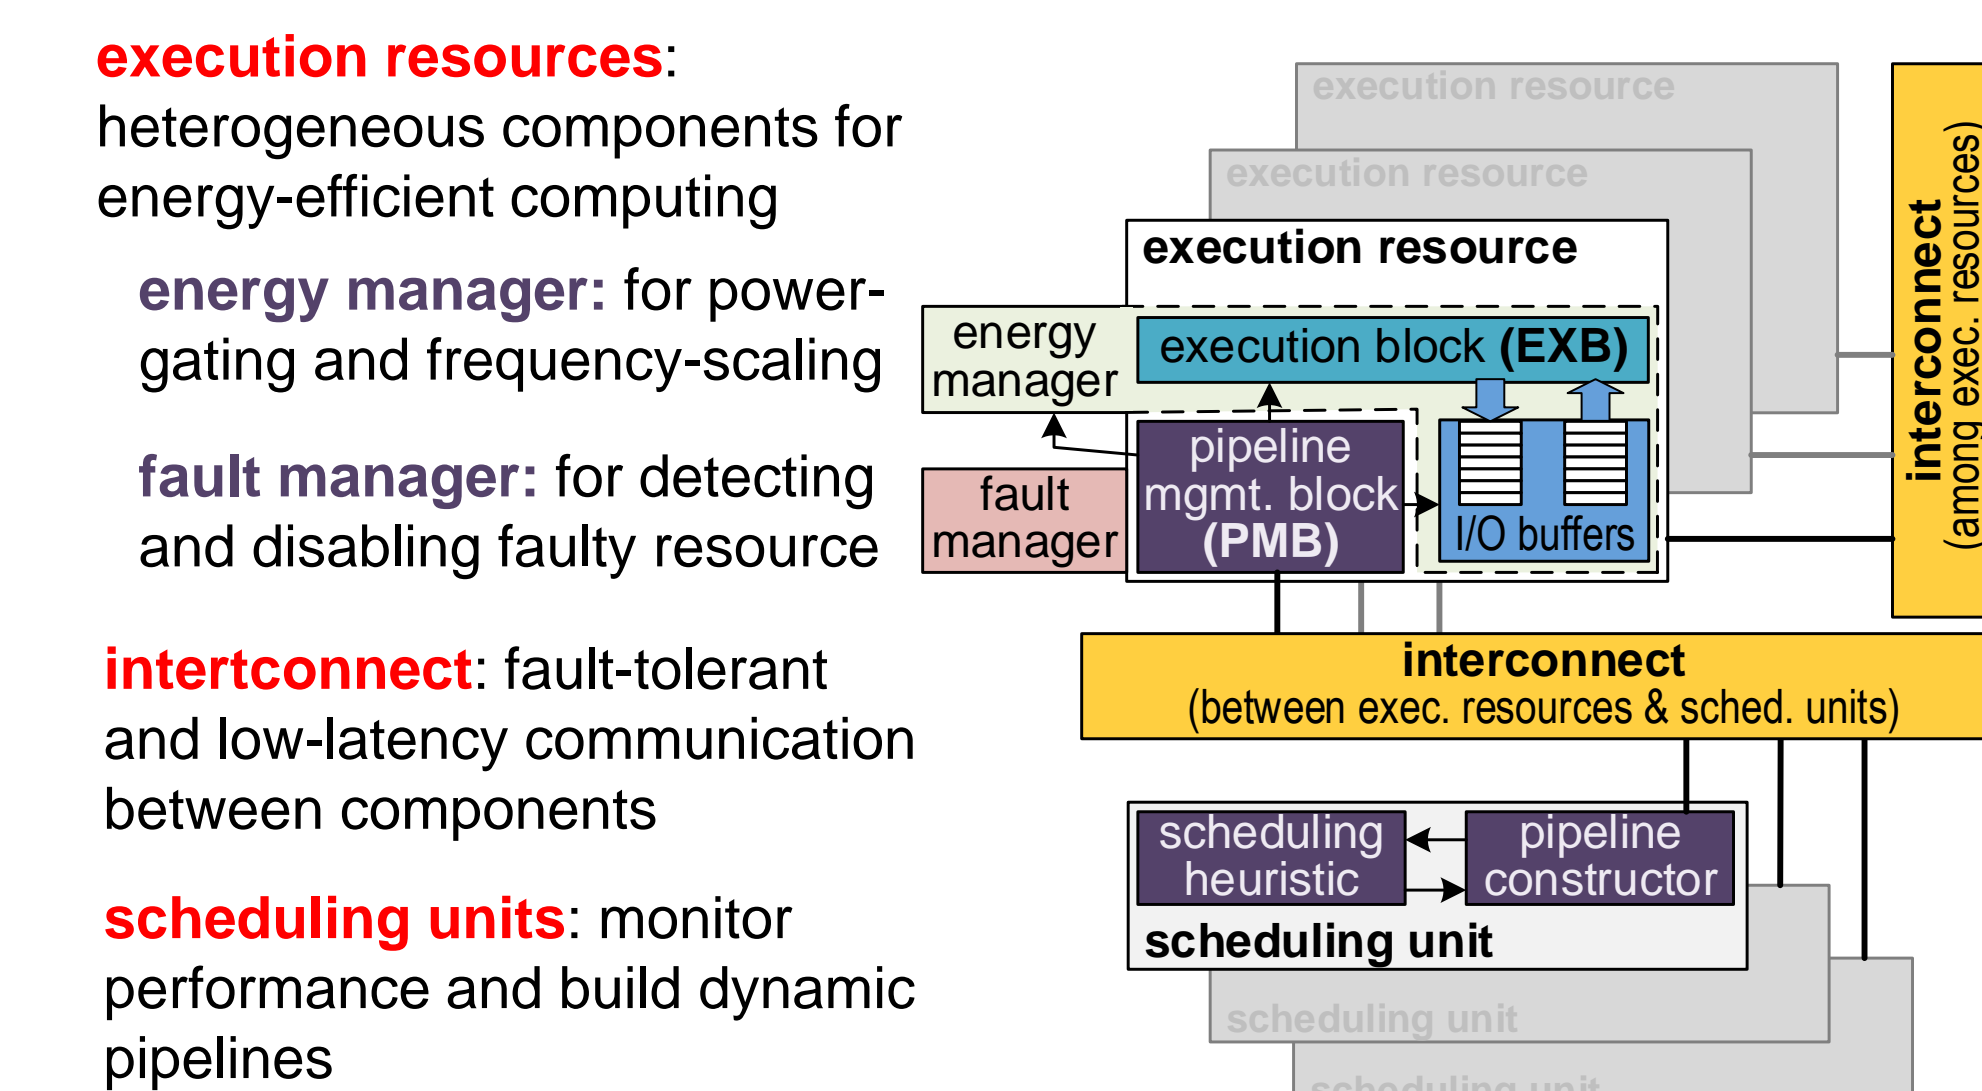 execution resources:
heterogeneous components for
energy-efficient computing
energy manager: for power-
gating and frequency-scaling
fault manager: for detecting
and disabling faulty resource
intertconnect: fault-tolerant
and low-latency communication
between components
scheduling units: monitor
performance and build dynamic
pipelines
execution resource
execution resource
execution resource
energy
manager
execution block (EXB)
pipeline
mgmt. block
(PMB)
fault
manager
I/O buffers
interconnect
(among exec. resources)
interconnect
(between exec. resources & sched. units)
scheduling
heuristic
pipeline
constructor
scheduling unit
scheduling unit
scheduling unit